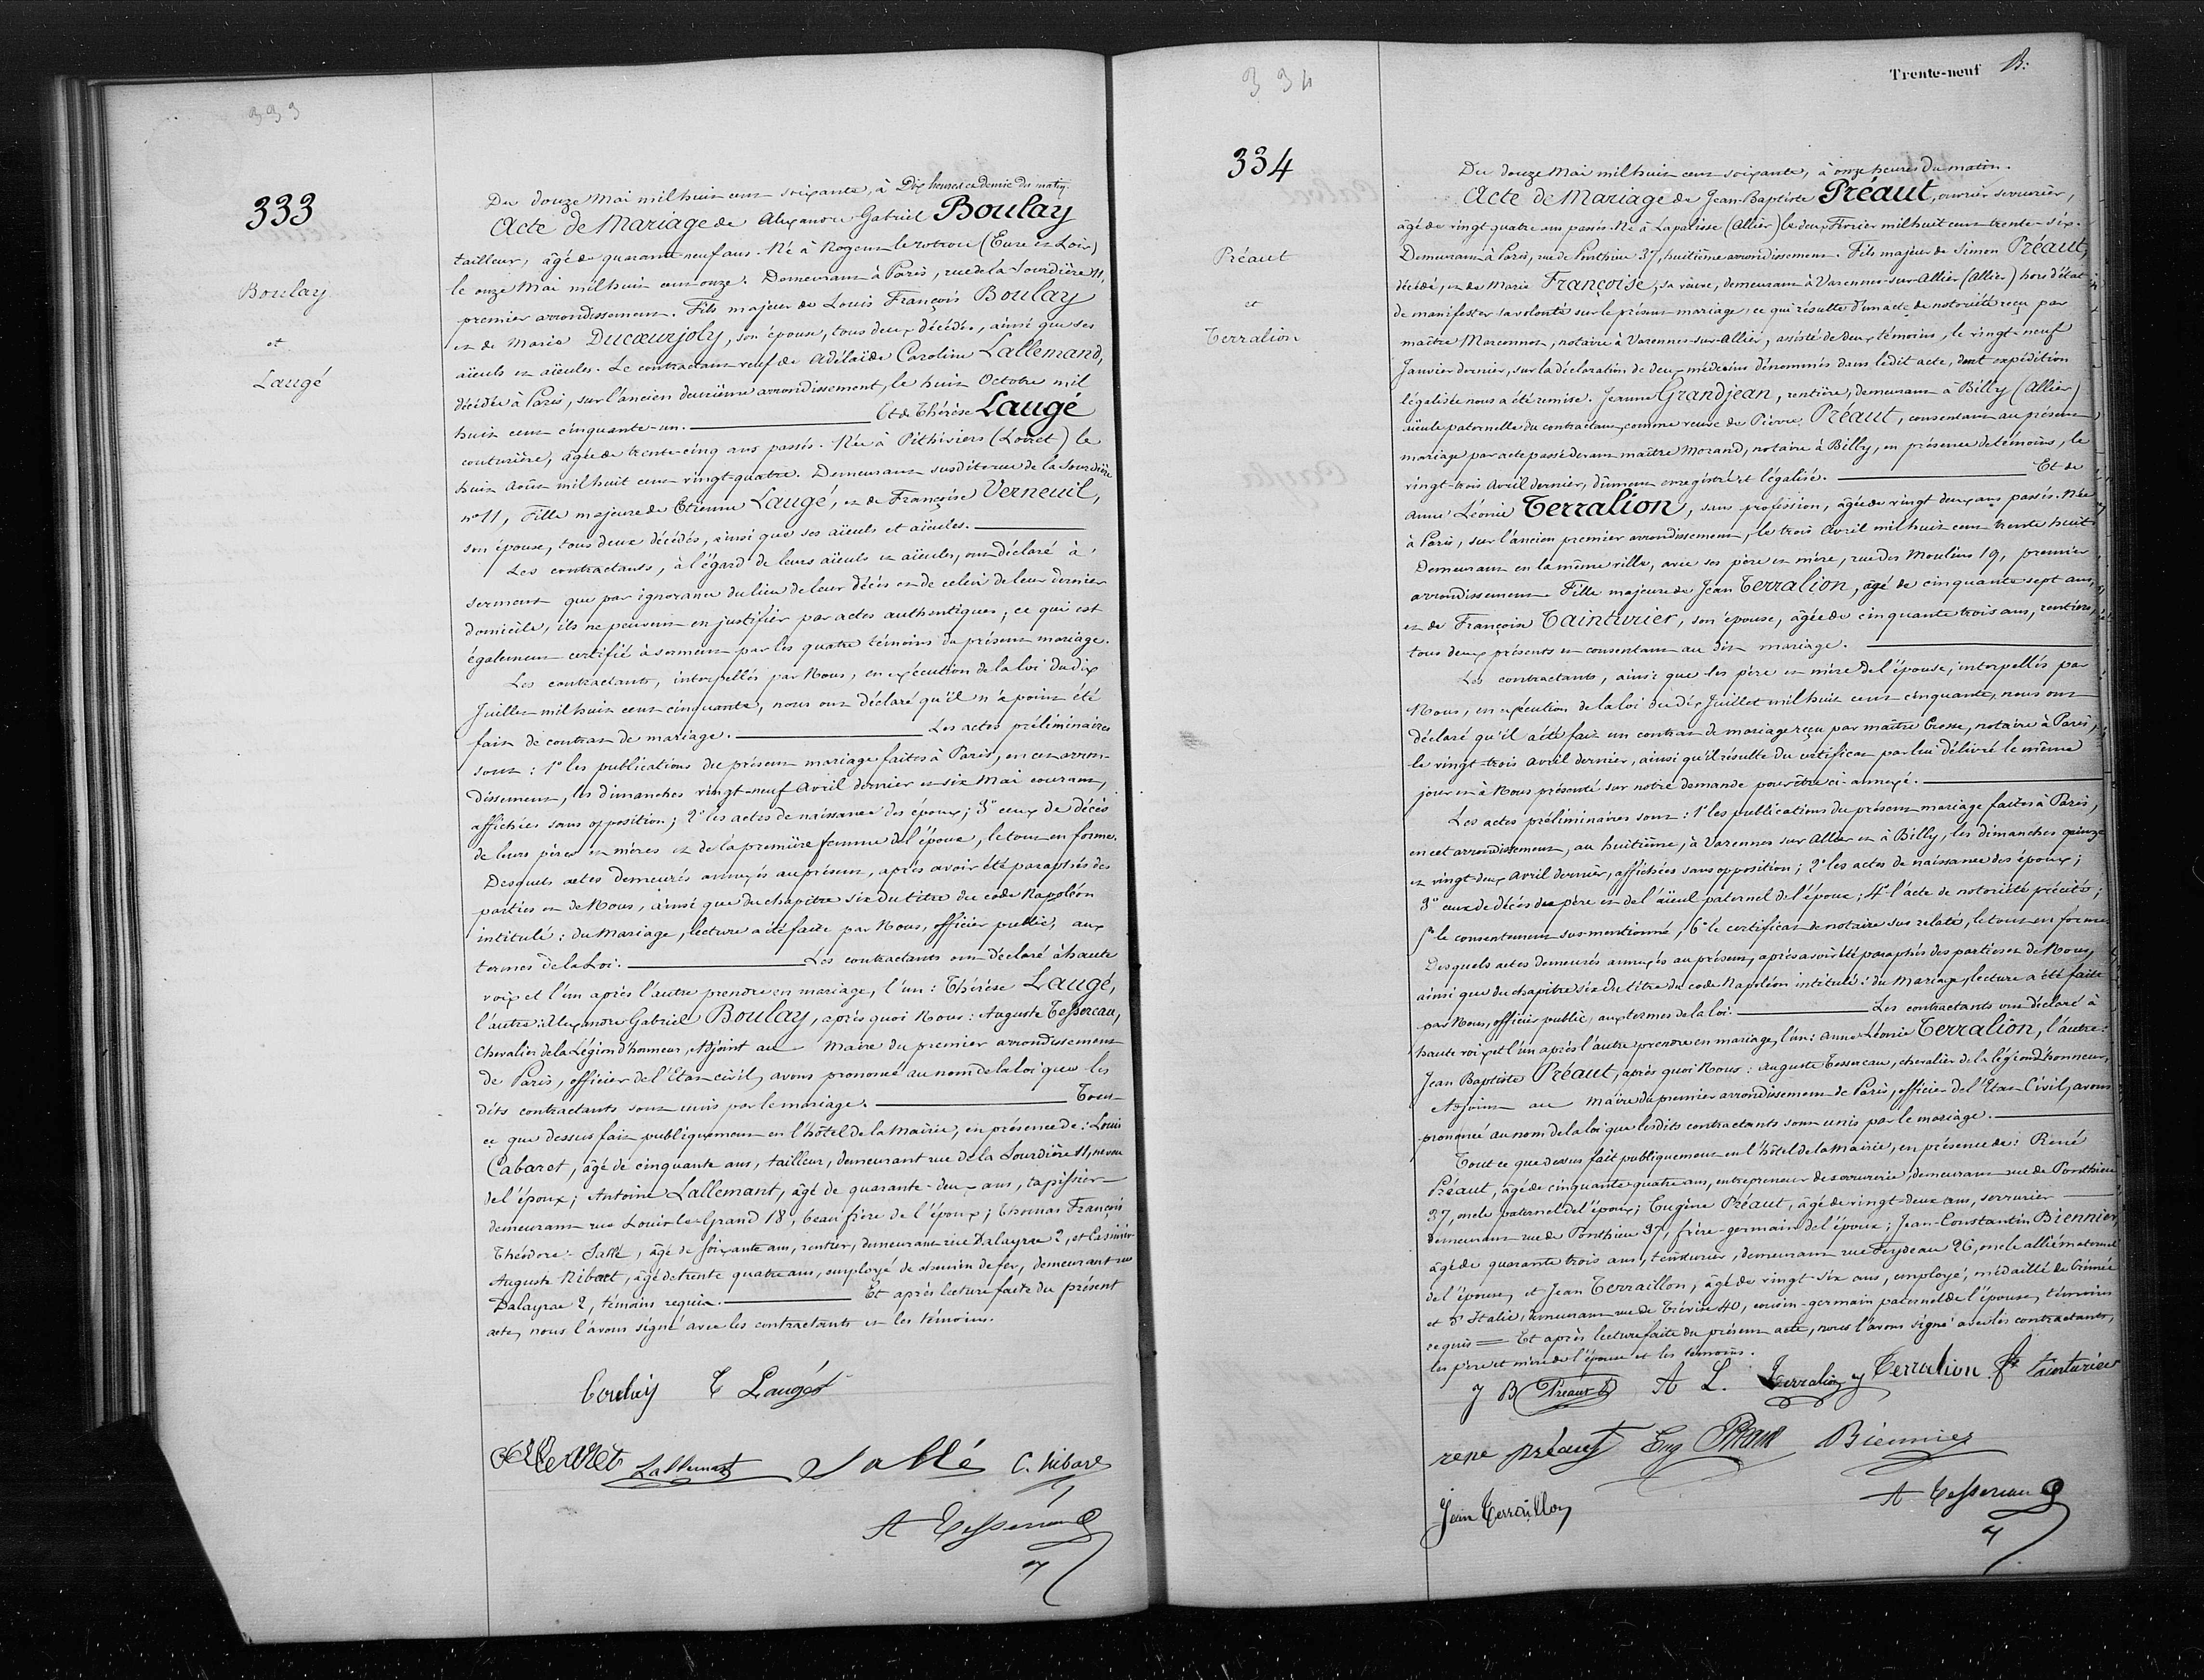 333
333
Boulay
et
Laugé
Du douze Mai mil huit cent soixante, à Dix heures et demie du matin.
Acte de Mariage de Alexandre Gabriel Boulay
tailleur, âgé de quarante neuf ans. Né à Nogent le rotrou (Eure et Loir)
le onze Mai mil huit cent onze. Demeurant à Paris, rue de la Sourdière 11,
premier arrondissement. Fils majeur de Louis François Boulay
et de Marie Ducœurjoly, son épouse, tous deux décédés, ainsi que ses
aïeuls et aïeules. Le contractant veuf de Adélaïde Caroline Lallemand,
décédée à Paris, sur l'ancien deuxième arrondissement, le huit Octobre mil
huit cent cinquante-un. Et de Thérèse Laugé
couturière, âgée de trente-cinq ans passés. Née à Pithiviers (Loiret) le
huit Août mil huit cent vingt-quatre. Demeurant susdite rue de la Sourdière
n° 11, Fille majeure de Etienne Laugé, et de Françoise Verneuil,
son épouse, tous deux décédés, ainsi que ses aïeuls et aïeules.
Les contractants, à l'égard de leurs aïeuls et aïeules, ont déclaré à
serment que par ignorance du lieu de leur décès et de celui de leur dernier
domicile, ils ne peuvent en justifier par actes authentiques; ce qui est
également certifié à serment par les quatre témoins du présent mariage.
Les contractants, interpellés par Nous, en exécution de la loi du dix
Juillet mil huit cent cinquante, nous ont déclaré qu'il n'a point été
fait de contrat de mariage. Les actes préliminaires
sont : 1° les publications du présent mariage faites à Paris, en cet arron-
dissement, les dimanches vingt-neuf Avril dernier et six Mai courant,
affichées sans opposition; 2° les actes de naissance des époux; 3° ceux de décès
de leurs pères et mères et de la première femme de l'époux, le tout en forme.
Desquels actes demeurés annexés au présent, après avoir été paraphés des
parties et de Nous, ainsi que du chapitre six du titre du code Napoléon
intitulé : du Mariage, lecture a été faite par Nous, officier public, aux
termes de la Loi. Les contractants ont déclaré à haute
voix et l'un après l'autre prendre en mariage, l'un : Thérèse Laugé,
l'autre : Alexandre Gabriel Boulay, après quoi Nous : Auguste Tessereau,
Chevalier de la Légion d'honneur, Adjoint au Maire du premier arrondissement
de Paris, officier de l'Etat-civil, avons prononcé au nom de la loi que les
dits contractants sont unis par le mariage. Tout
ce que dessus fait publiquement en l'hôtel de la Mairie, en présence de : Louis
Cabaret, âgé de cinquante ans, tailleur, demeurant rue de la Sourdière 11, neveu
de l'époux; Antoine Lallemant, âgé de quarante-deux ans, tapissier
demeurant rue Louis-le-Grand 18, beau frère de l'époux; Thomas François
Théodore Sallé, âgé de soixante ans, rentier, demeurant rue Dalayrac 2, et Casimir
Auguste Nibart, âgé de trente quatre ans, employé de chemin de fer, demeurant rue
Dalayrac 2, témoins requis. Et après lecture faite du présent
acte, nous l'avons signé avec les contractants et les témoins.
Boulay T Laugé
Lallemant Sallé C. Nibart
A Tessereau
334
Trente-neuf B:
334
Préaut
et
Terralion
Du douze Mai mil huit cent soixante, à onze heures du matin.
Acte de Mariage de Jean-Baptiste Préaut, ouvrier serrurier,
âgé de vingt quatre ans passés. Né à Lapalisse (Allier) le deux Février mil huit cent trente-six.
Demeurant à Paris, rue de Ponthieu 37, huitième arrondissement. Fils majeur de Simon Préaut,
décédé, et de Marie Françoise, sa veuve, demeurant à Varennes-sur-Allier (Allier) hors d'état
de manifester sa volonté sur le présent mariage, ce qui résulte d'un acte de notoriété reçu par
maître Marconnot, notaire à Varennes-sur-Allier, assisté de deux témoins, le vingt-neuf
Janvier dernier, sur la déclaration de deux médecins dénommés dans ledit acte, dont expédition
légalisée nous a été remise. Jeanne Grandjean, rentière, demeurant à Billy (Allier)
aïeule paternelle du contractant, comme veuve de Pierre Préaut, consentant au présent
mariage par acte passé devant maître Morand, notaire à Billy, en présence de témoins, le
vingt-trois Avril dernier, dûment enregistré et légalisé. Et de
Anne Léonie Terralion, sans profession, âgée de vingt deux ans passés. Née
à Paris, sur l'ancien premier arrondissement, le trois Avril mil huit cent trente huit
Demeurant en la même ville, avec ses père et mère, rue des Moulins 19, premier
arrondissement. Fille majeure de Jean Terralion, âgé de cinquante sept ans,
et de Françoise Tainturier, son épouse, âgée de cinquante trois ans, rentiers,
tous deux présents et consentant au dit mariage.
Les contractants, ainsi que les père et mère de l'épouse, interpellés par
Nous, en exécution de la loi du dix Juillet mil huit cent cinquante, nous ont
déclaré qu'il a été fait un contrat de mariage reçu par maître Crosse, notaire à Paris,
le vingt-trois Avril dernier, ainsi qu'il résulte du certificat par lui délivré le même
jour et à Nous présenté sur notre demande pour être ci-annexé.
Les actes préliminaires sont : 1° les publications du présent mariage faites à Paris,
en cet arrondissement, au huitième, à Varennes sur Allier et à Billy, les dimanches quinze
et vingt-deux Avril dernier, affichées sans opposition; 2° les actes de naissance des époux;
3° ceux de décès des père et de l'aïeul paternel de l'époux; 4° l'acte de notoriété précité;
5° le consentement sus-mentionné, 6° le certificat de notaire sus relaté, le tout en forme
Desquels actes demeurés annexés au présent, après avoir été paraphés des parties et de Nous,
ainsi que du chapitre six du titre du code Napoléon intitulé : du Mariage, lecture a été faite
par Nous, officier public, aux termes de la loi. Les contractants ont déclaré à
haute voix et l'un après l'autre prendre en mariage, l'un : Anne Léonie Terralion, l'autre :
Jean Baptiste Préaut, après quoi Nous : Auguste Tessereau, chevalier de la légion d'honneur,
Adjoint au Maire du premier arrondissement de Paris, officier de l'Etat Civil, avons
prononcé au nom de la loi que lesdits contractants sont unis par le mariage.
Tout ce que dessus fait publiquement en l'hôtel de la Mairie, en présence de : René
Préaut, âgé de cinquante quatre ans, entrepreneur de serrurerie, demeurant rue de Ponthieu
37, oncle paternel de l'époux; Eugène Préaut, âgé de vingt-deux ans, serrurier
demeurant rue de Ponthieu 37, frère germain de l'époux; Jean-Constantin Biennier,
âgé de quarante trois ans, teinturier, demeurant rue Feydeau 26, oncle allié maternel
de l'épouse, et Jean Terraillon, âgé de vingt-six ans, employé, médaillé de Crimée
et d'Italie, demeurant rue de Trévise 40, cousin-germain paternel de l'épouse, témoins
requis Et après lecture faite du présent acte, nous l'avons signé avec les contractants,
les père et mère de l'épouse et les témoins.
J B Préaut A L. Terralion J Terralion fse Tainturier
rene préaut Eug Préaut Biennier
Jean Terraillon A Tessereau